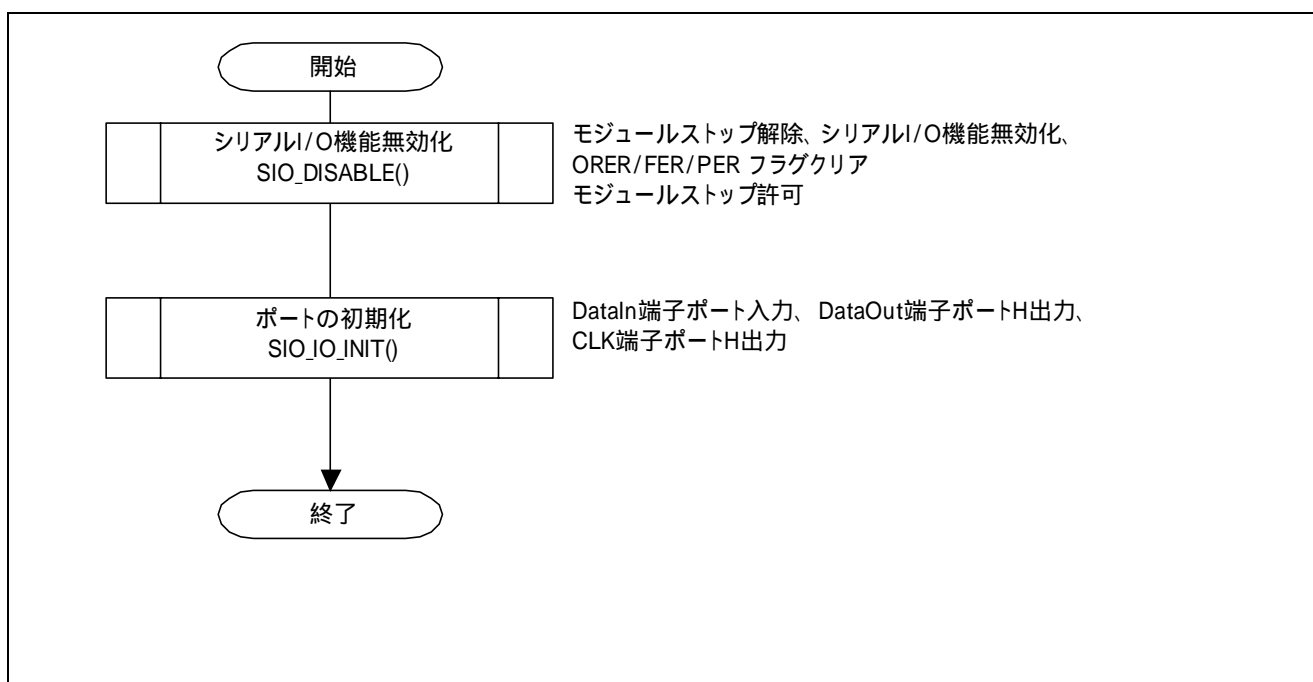 開始
シリアルI/O機能無効化
SIO_DISABLE()
モジュールストップ解除、シリアルI/O機能無効化、
ORER/FER/PER フラグクリア
モジュールストップ許可
ポートの初期化
SIO_IO_INIT()
DataIn端子ポート入力、 DataOut端子ポートH出力、
CLK端子ポートH出力
終了